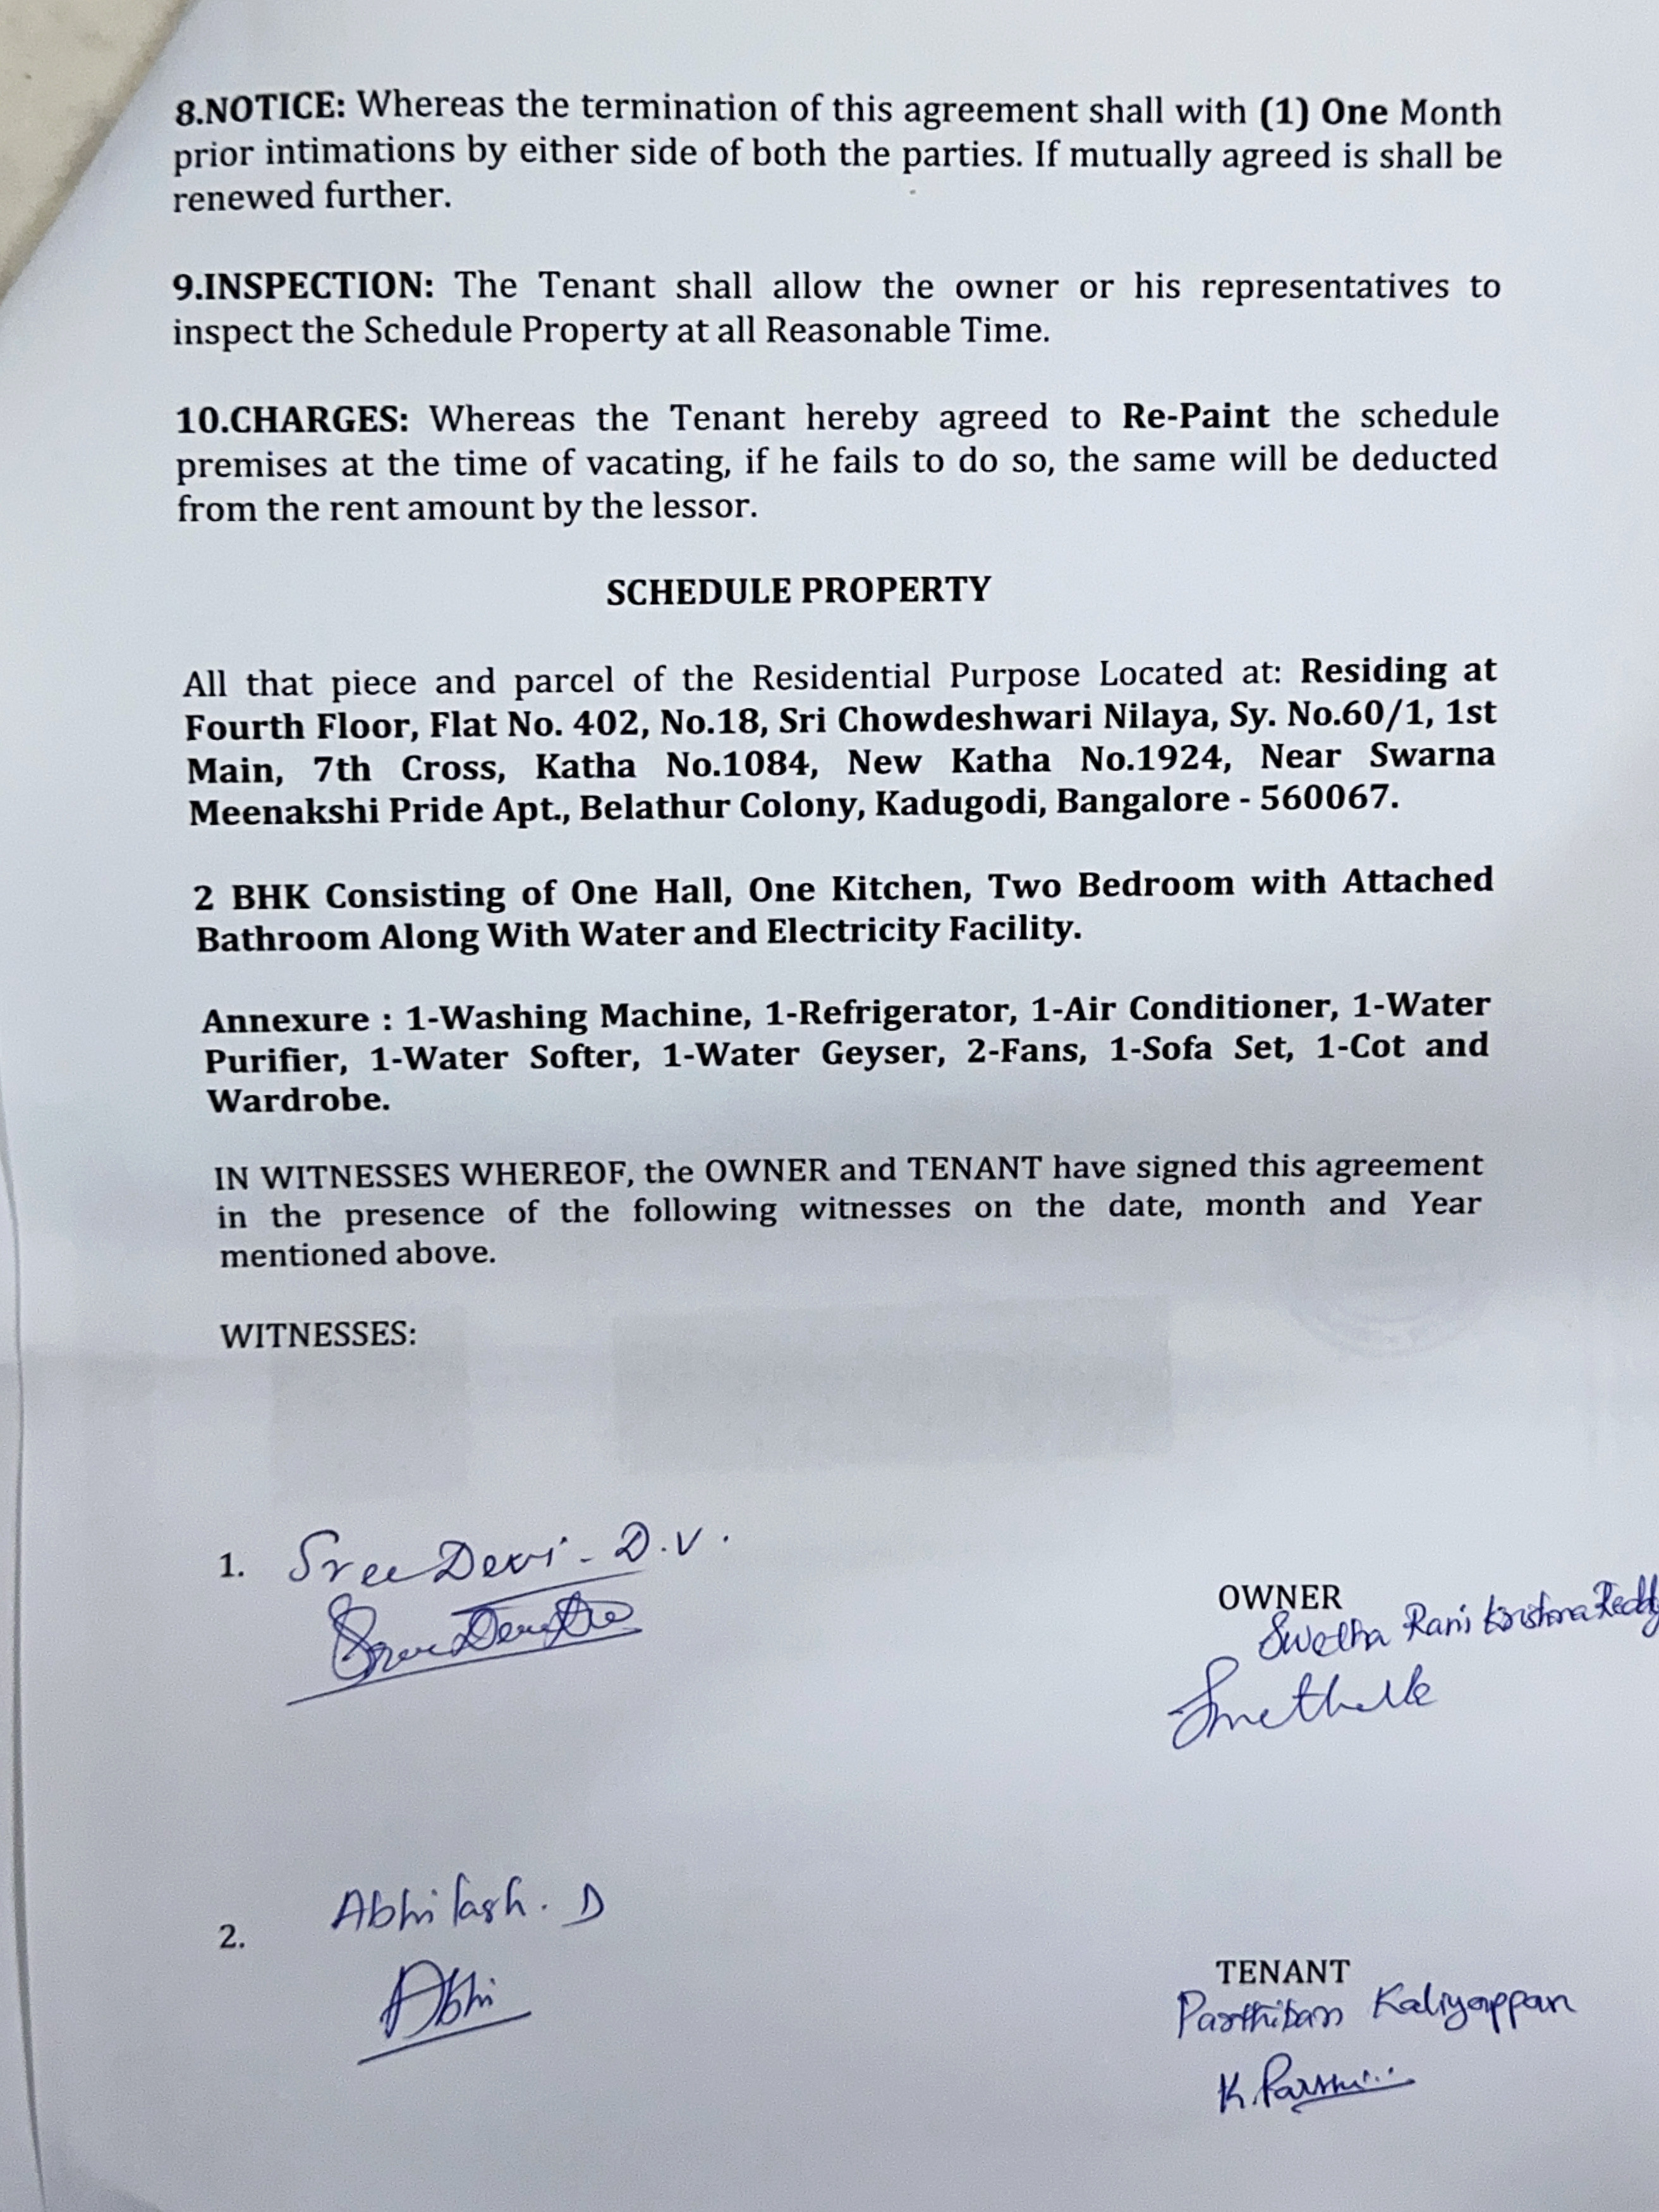 8.NOTICE: Whereas the termination of this agreement shall with (1) One Month
prior intimations by either side of both the parties. If mutually agreed is shall be
renewed further.
9.INSPECTION: The Tenant shall allow the owner or his representatives to
inspect the Schedule Property at all Reasonable Time.
10.CHARGES: Whereas the Tenant hereby agreed to Re-Paint the schedule
premises at the time of vacating, if he fails to do so, the same will be deducted
from the rent amount by the lessor.
SCHEDULE PROPERTY
All that piece and parcel of the Residential Purpose Located at: Residing at
Fourth Floor, Flat No. 402, No.18, Sri Chowdeshwari Nilaya, Sy. No.60/1, 1st
Main, 7th Cross, Katha No.1084, New Katha No.1924, Near Swarna
Meenakshi Pride Apt., Belathur Colony, Kadugodi, Bangalore - 560067.
2 BHK Consisting of One Hall, One Kitchen, Two Bedroom with Attached
Bathroom Along With Water and Electricity Facility.
Annexure : 1-Washing Machine, 1-Refrigerator, 1-Air Conditioner, 1-Water
Purifier, 1-Water Softer, 1-Water Geyser, 2-Fans, 1-Sofa Set, 1-Cot and
Wardrobe.
IN WITNESSES WHEREOF, the OWNER and TENANT have signed this agreement
in the presence of the following witnesses on the date, month and Year
mentioned above.
WITNESSES:
1. Sree Devi - D.V.
OWNER
Swetha Rani Krishna Reddy
2. Abhilash. D
Abhi
TENANT
Parthiban Kaliyappan